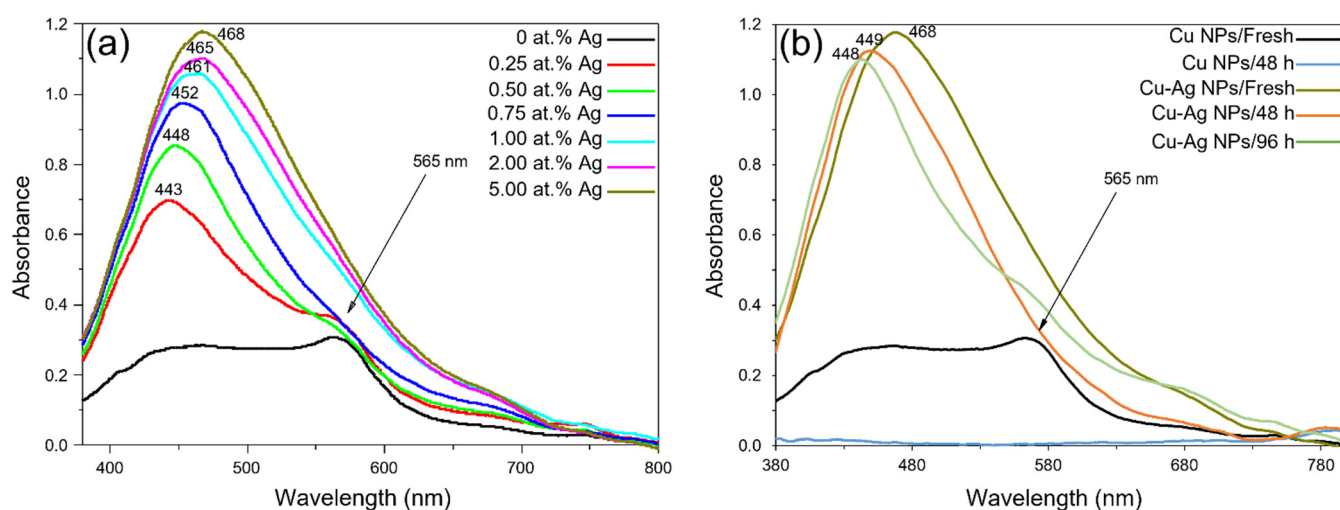 (a)
1.2
1.0
0.8
0.6
0.4
0.2
0.0
Absorbance
468
465
461
452
448
443
0 at.% Ag
0.25 at.% Ag
0.50 at.% Ag
0.75 at.% Ag
1.00 at.% Ag
2.00 at.% Ag
5.00 at.% Ag
565 nm
400
500
600
700
800
Wavelength (nm)
(b)
1.2
1.0
0.8
0.6
0.4
0.2
0.0
Absorbance
448
449
468
Cu NPs/Fresh
Cu NPs/48 h
Cu-Ag NPs/Fresh
Cu-Ag NPs/48 h
Cu-Ag NPs/96 h
565 nm
380
480
580
680
780
Wavelength (nm)